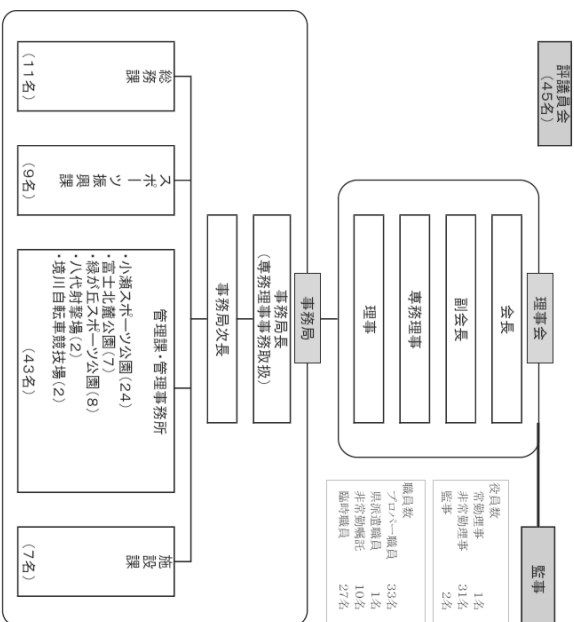 評議員会
(45名)
理事会
会長
副会長
専務理事
理事
監事
役員数
常勤理事 1名
非常勤理事 31名
監事 2名
職員数
プロパー職員 33名
県派遣職員 1名
非常勤嘱託 10名
臨時職員 27名
事務局
事務局長
(専務理事事務取扱)
事務局次長
総務課
(11名)
スポーツ振興課
(9名)
管理課・管理事務所
・小瀬スポーツ公園(24)
・富士北麓公園(7)
・緑が丘スポーツ公園(8)
・八代射撃場(2)
・境川自転車競技場(2)
(43名)
施設課
(7名)